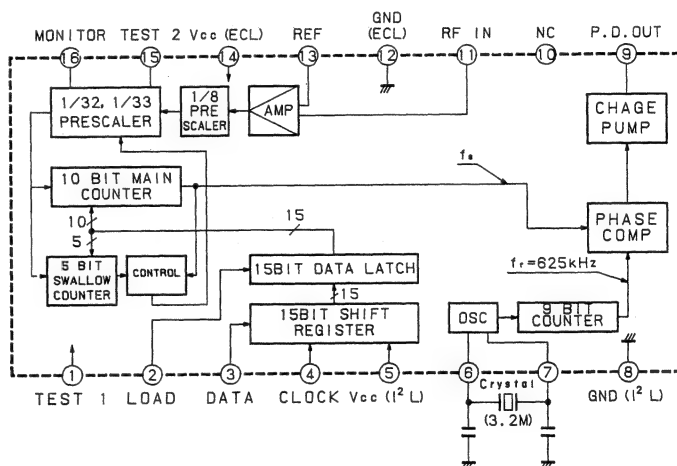 MONITOR TEST 2 Vcc (ECL) REF GND (ECL) RF IN NC P.D.OUT
16 15 14 13 12 11 10 9
1/32, 1/33 PRESCALER
1/8 PRE SCALER
AMP
CHAGE PUMP
10 BIT MAIN COUNTER
10
5
15
PHASE COMP
5 BIT SWALLOW COUNTER
CONTROL
15BIT DATA LATCH
fr=625kHz
15
15BIT SHIFT REGISTER
OSC
9 BIT COUNTER
1 2 3 4 5 6 7 8
TEST 1 LOAD DATA CLOCK Vcc (I² L) Crystal GND (I² L)
(3.2M)